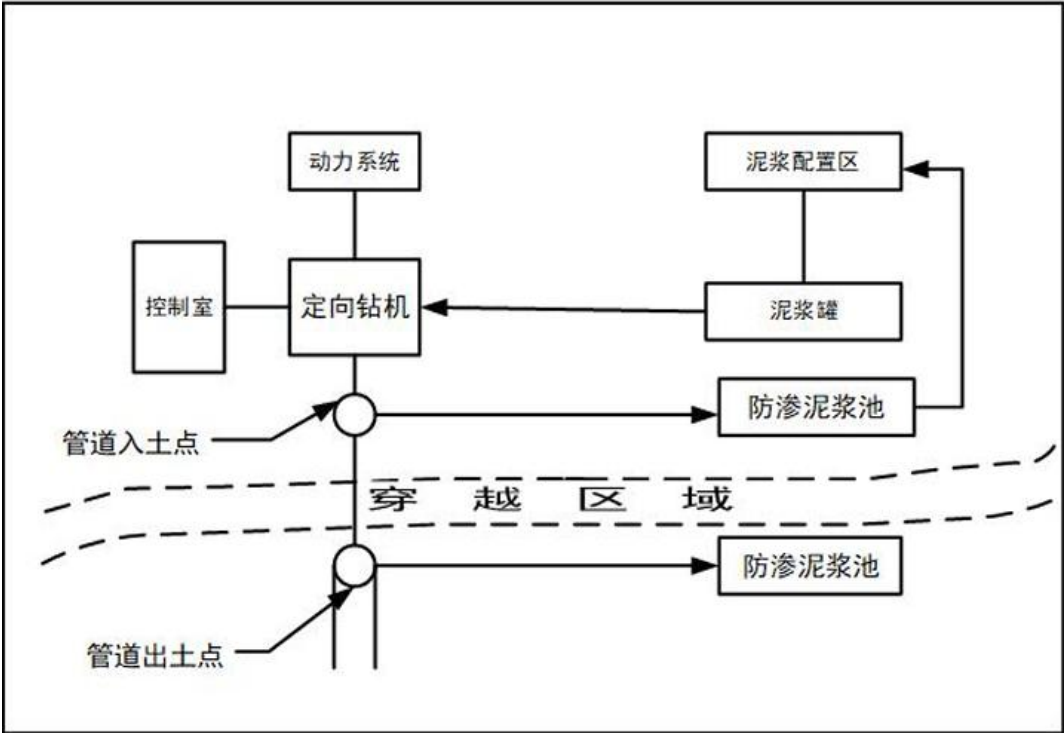 动力系统
泥浆配置区
控制室
定向钻机
泥浆罐
防渗泥浆池
管道入土点
穿越区域
防渗泥浆池
管道出土点